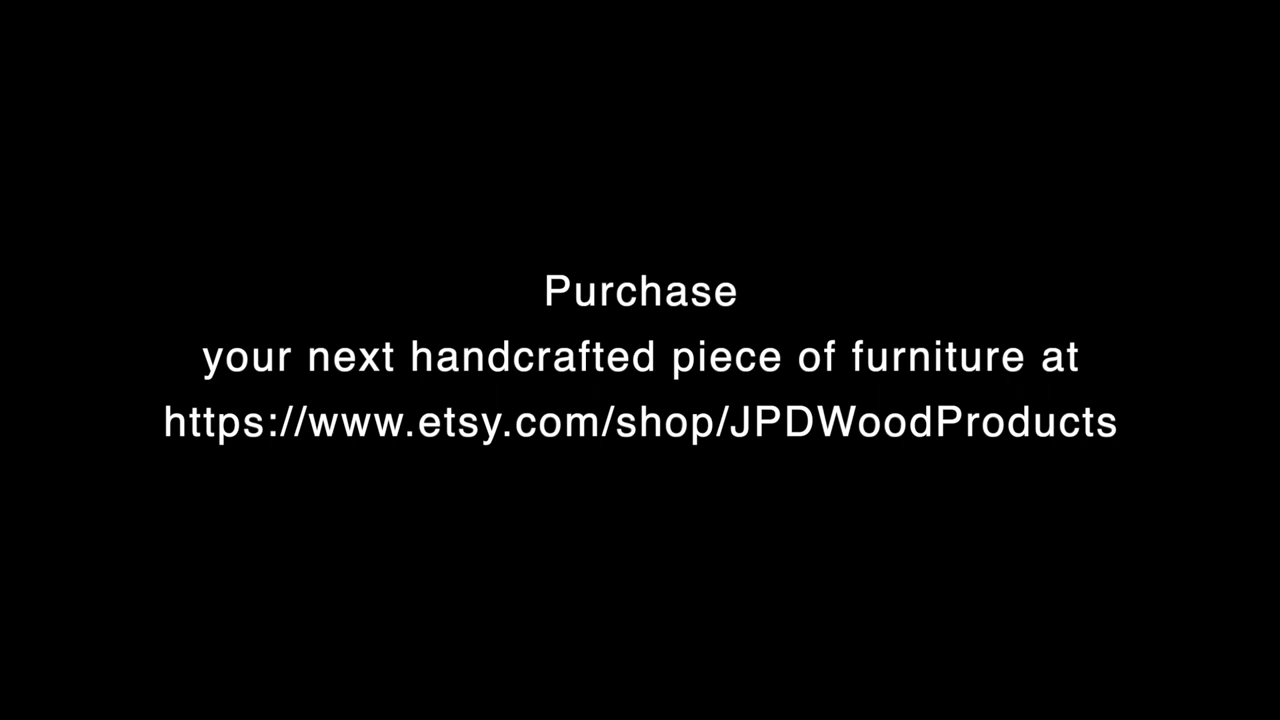 Purchase
your next handcrafted piece of furniture at
https://www.etsy.com/shop/JPDWoodProducts